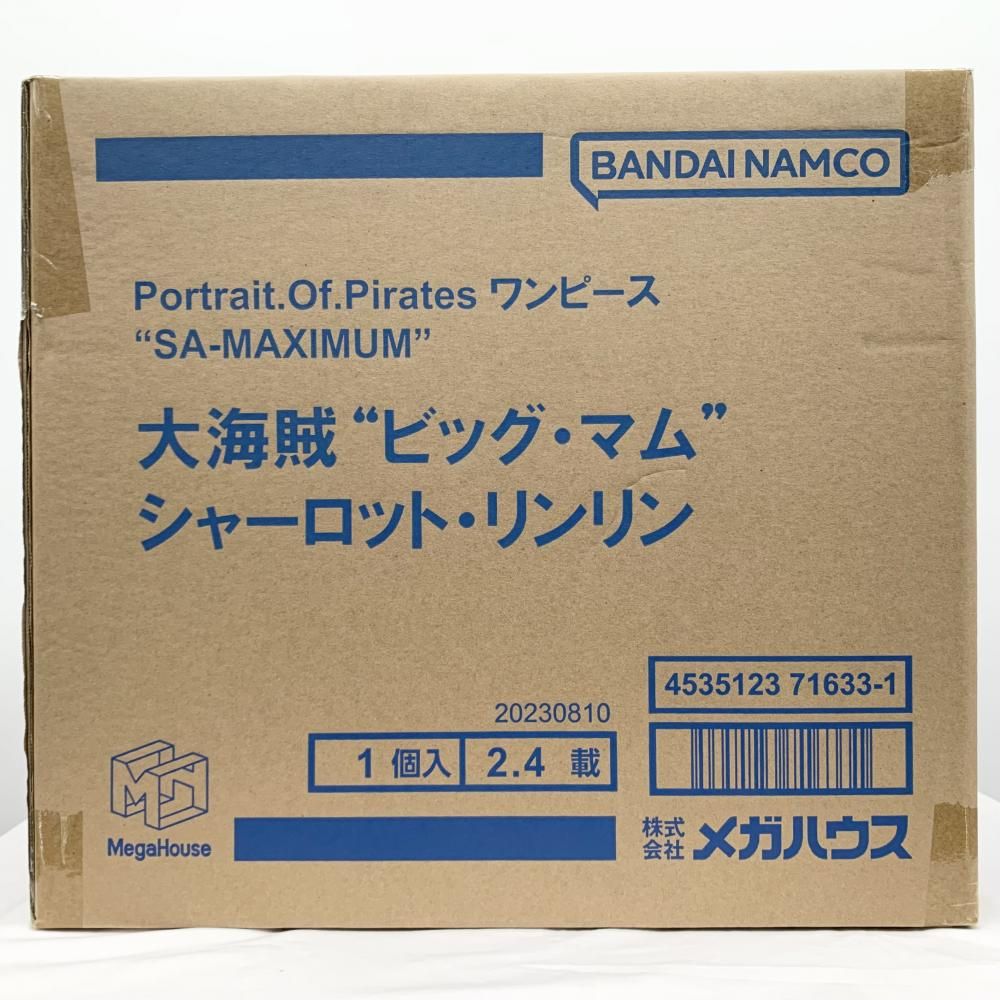 BANDAI NAMCO
Portrait.Of.Pirates ワンピース
“SA-MAXIMUM”
大海賊“ビッグ・マム”
シャーロット・リンリン
4535123 71633-1
20230810
1 個入 2.4 載
MegaHouse
株式会社 メガハウス